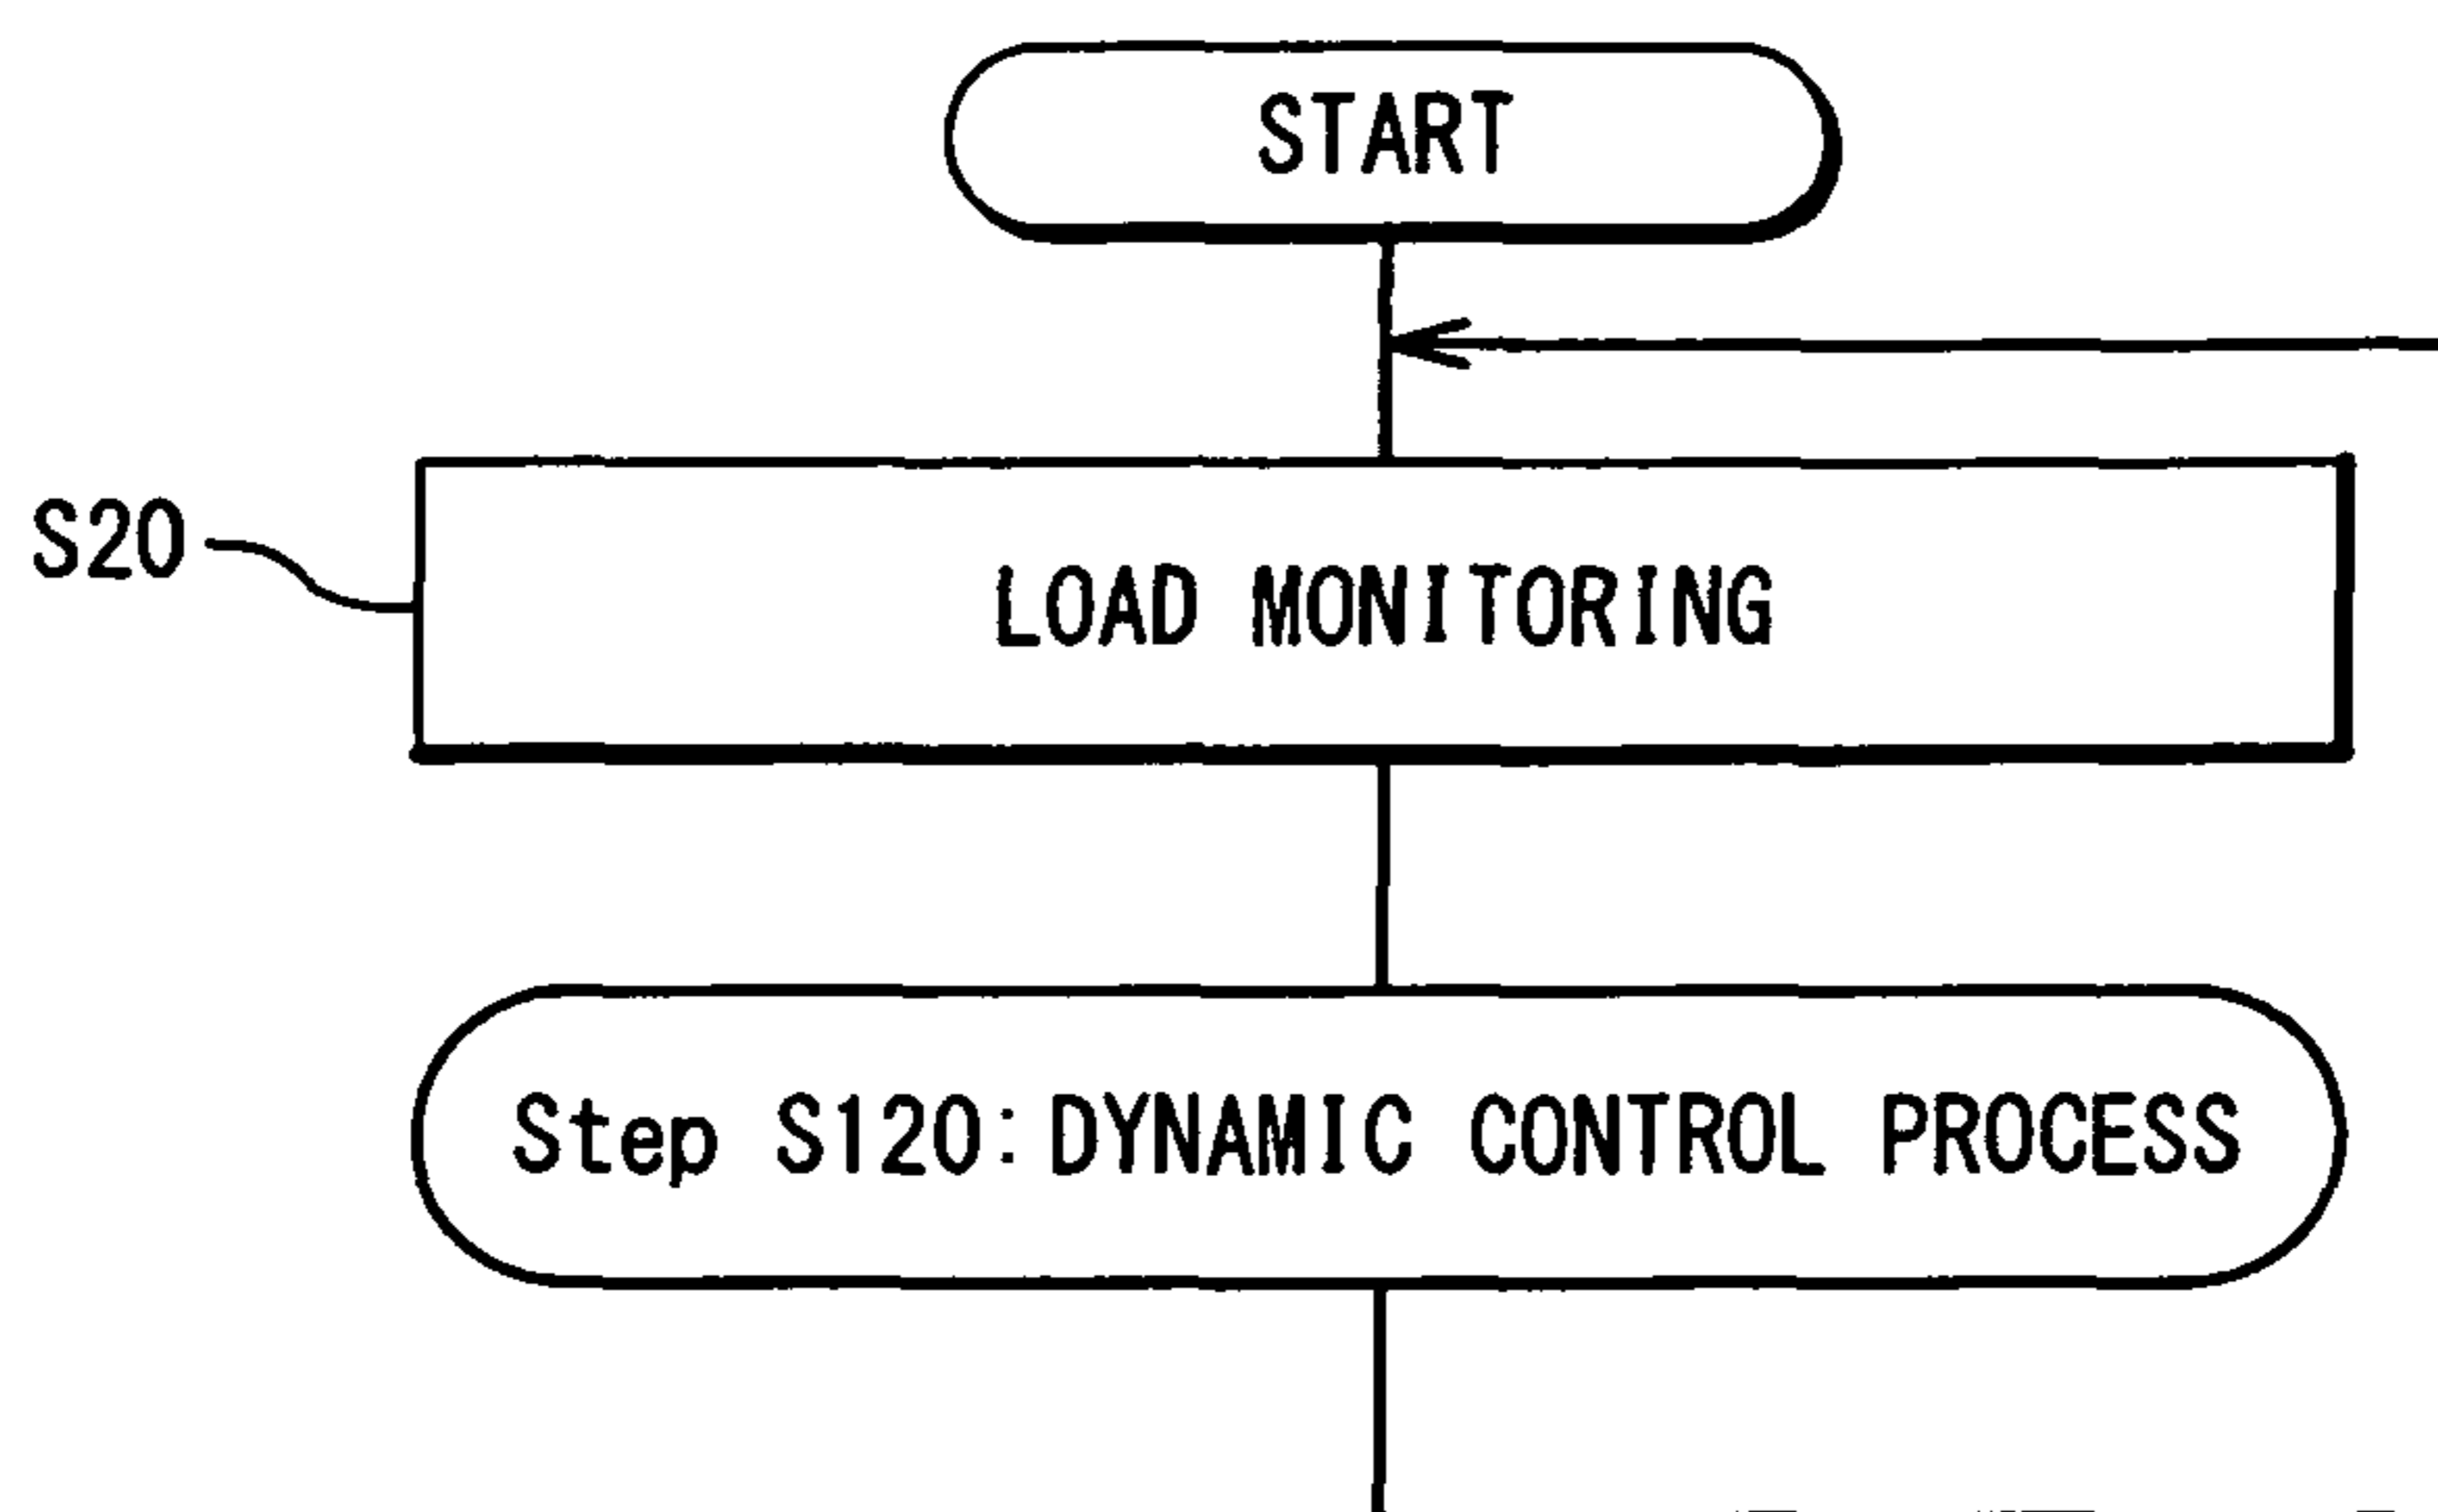 START
S20
LOAD MONITORING
Step S120:DYNAMIC CONTROL PROCESS